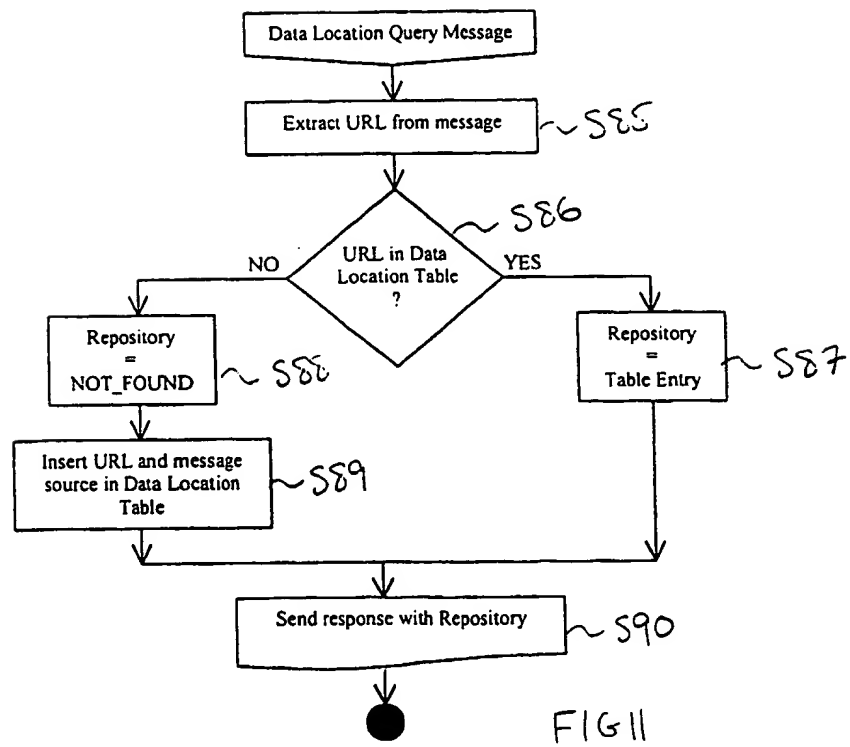 Data Location Query Message
Extract URL from message
S85
S86
URL in Data
Location Table
?
NO
YES
Repository
=
NOT_FOUND
S88
Repository
=
Table Entry
S87
Insert URL and message
source in Data Location
Table
S89
Send response with Repository
S90
FIG11